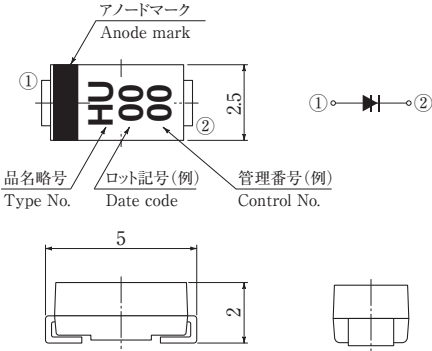 アノードマーク
Anode mark
①
HU
00
00
②
2.5
①
②
品名略号
Type No.
ロット記号(例)
Date code
管理番号(例)
Control No.
5
2